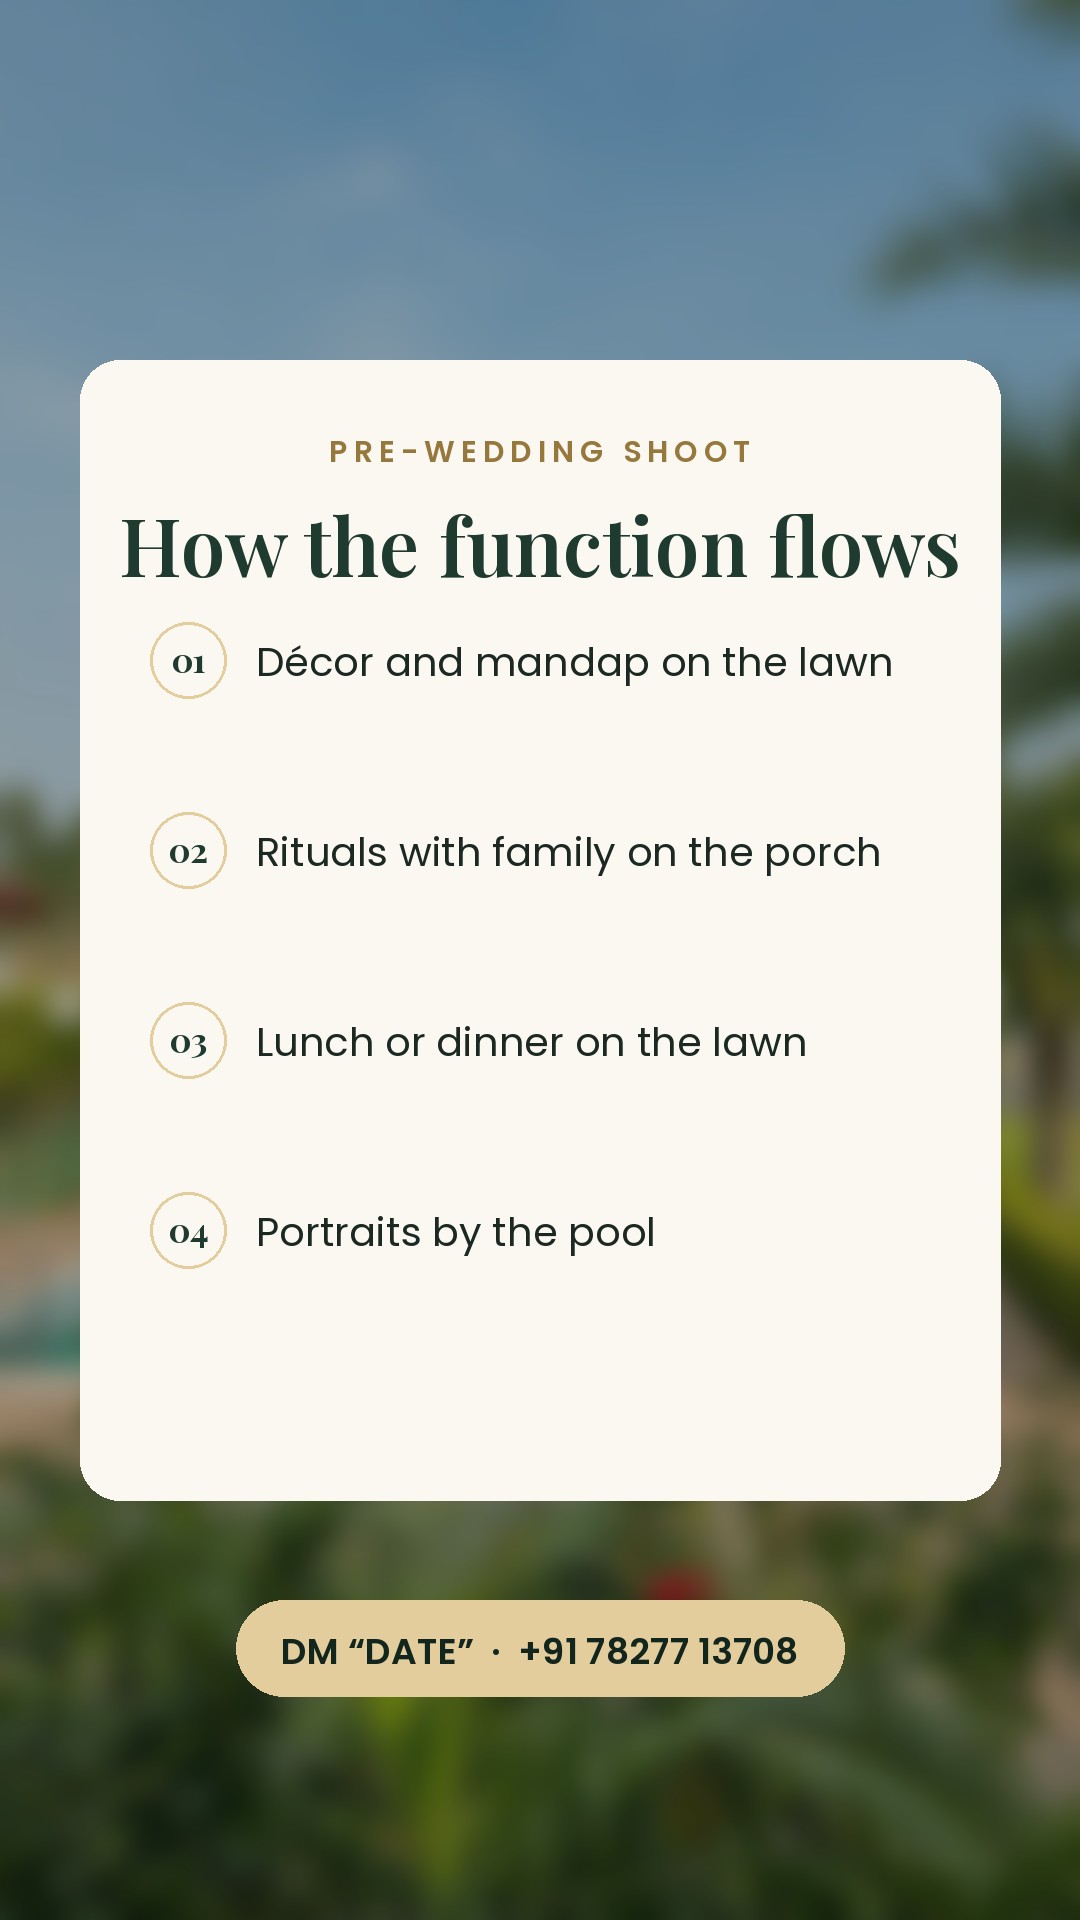 PRE-WEDDING SHOOT
How the function flows
01 Décor and mandap on the lawn
02 Rituals with family on the porch
03 Lunch or dinner on the lawn
04 Portraits by the pool
DM “DATE” · +91 78277 13708